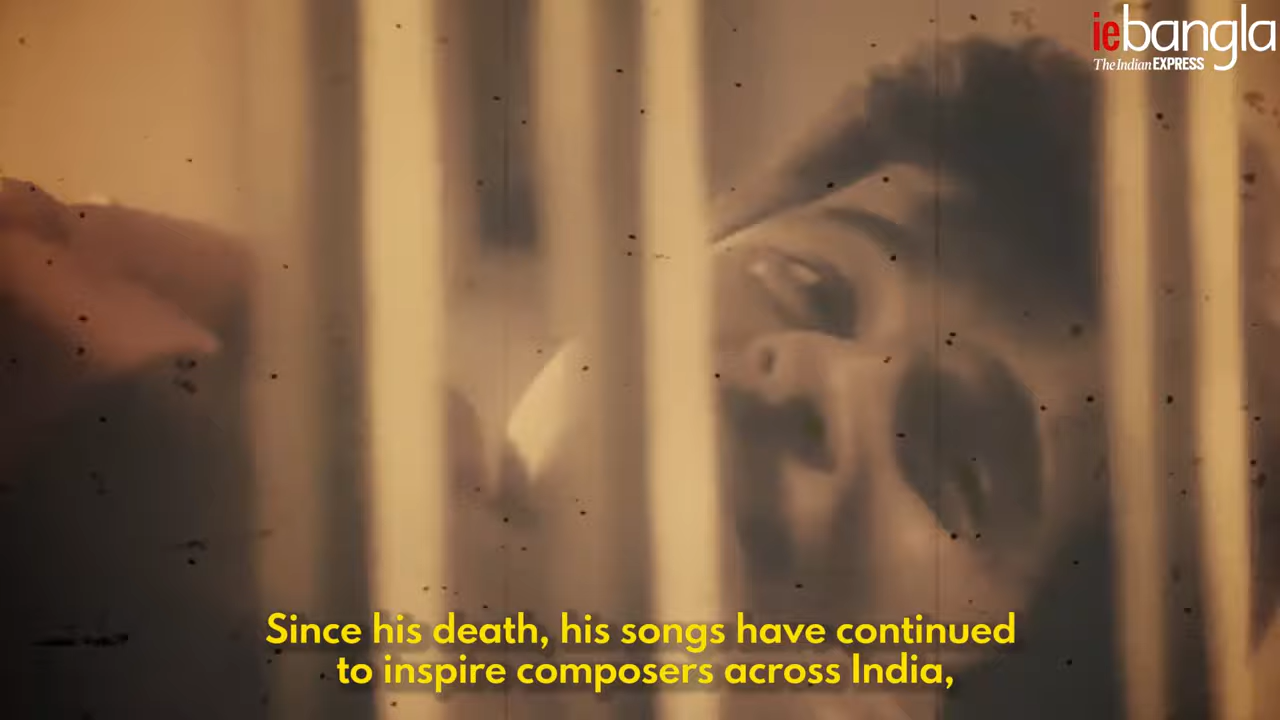 iebangla
The Indian EXPRESS
Since his death, his songs have continued
to inspire composers across India,